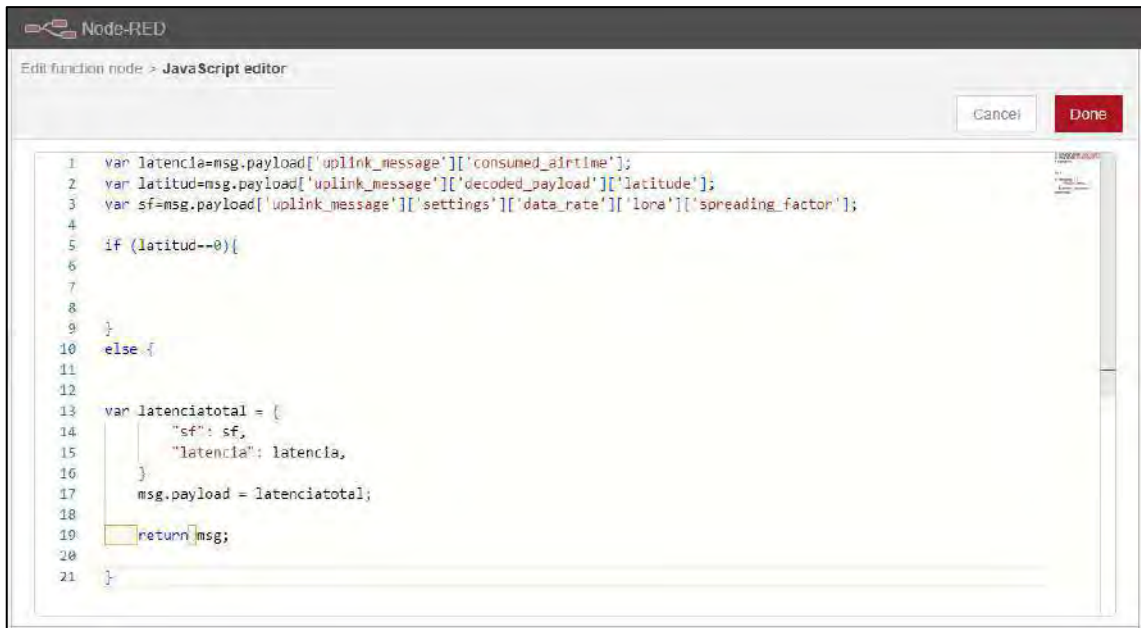 Node-RED
Edit function node > JavaScript editor
Cancel
Done
1 var latencia=msg.payload['uplink_message']['consumed_airtime'];
2 var latitud=msg.payload['uplink_message']['decoded_payload']['latitude'];
3 var sf=msg.payload['uplink_message']['settings']['data_rate']['lora']['spreading_factor'];
4
5 if (latitud==0){
6
7
8
9 }
10 else {
11
12
13 var latenciatotal = {
14 "sf": sf,
15 "latencia": latencia,
16 }
17 msg.payload = latenciatotal;
18
19 return msg;
20
21 }